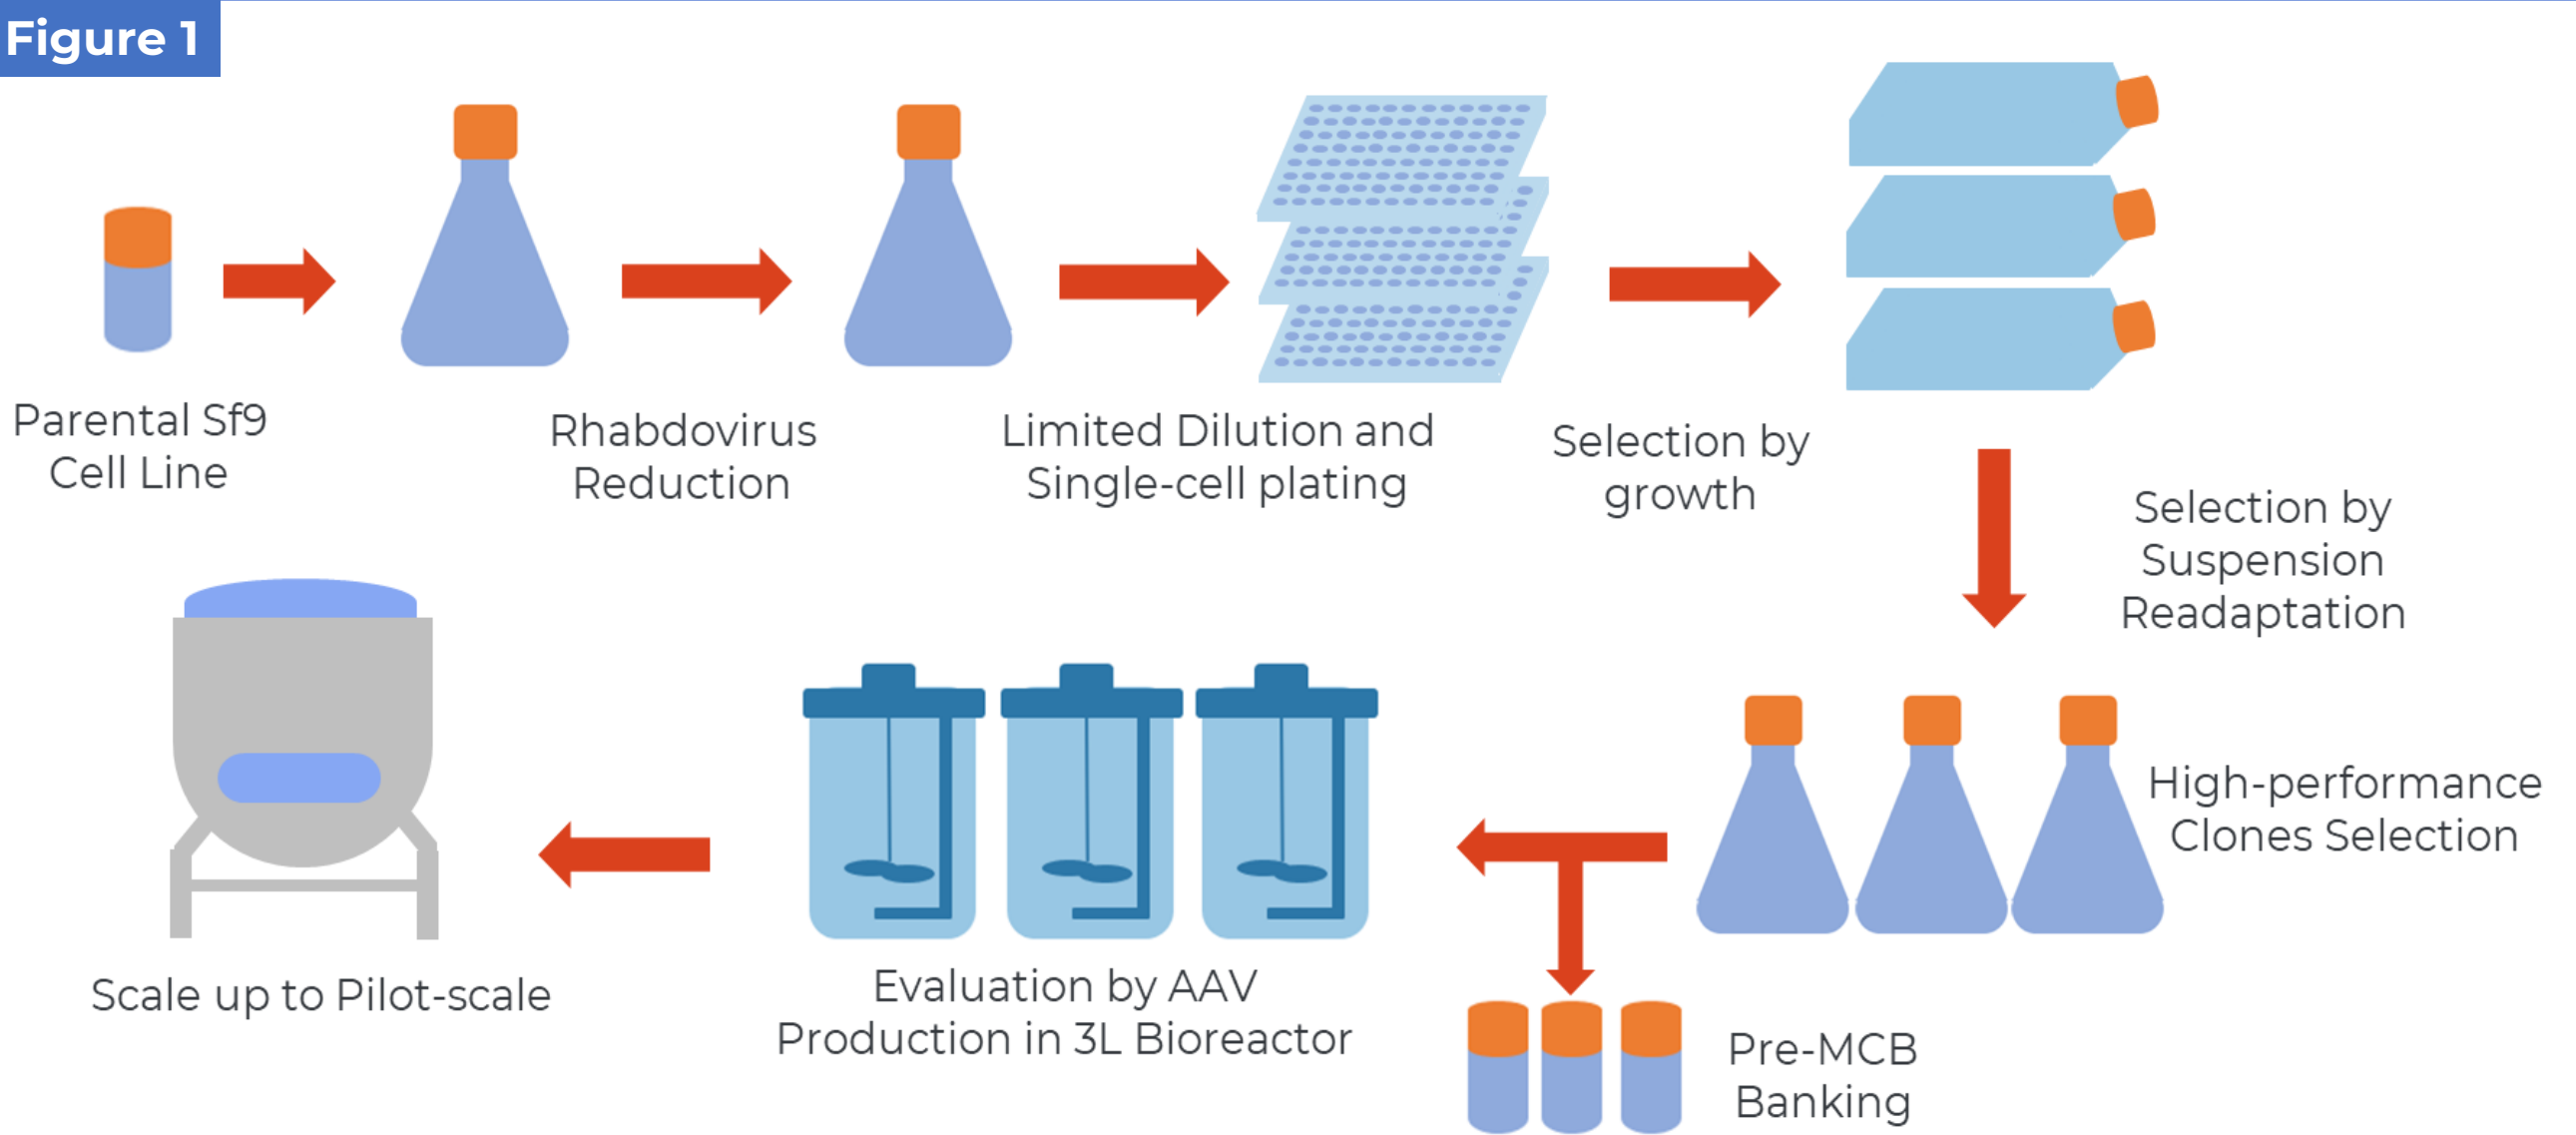 Figure 1
Parental Sf9
Cell Line
Rhabdovirus
Reduction
Limited Dilution and
Single-cell plating
Selection by
growth
Selection by
Suspension
Readaptation
High-performance
Clones Selection
Pre-MCB
Banking
Evaluation by AAV
Production in 3L Bioreactor
Scale up to Pilot-scale